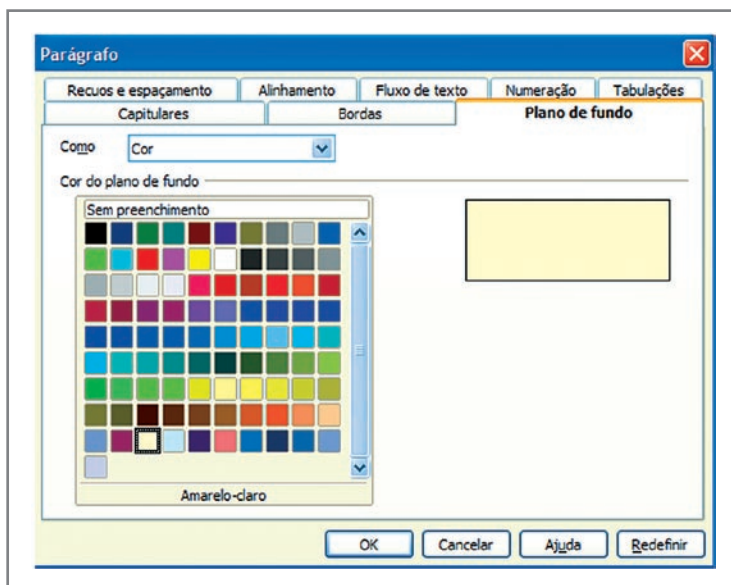 Parágrafo
Recuos e espaçamento Alinhamento Fluxo de texto Numeração Tabulações
Capitulares Bordas Plano de fundo
Como Cor
Cor do plano de fundo
Sem preenchimento
Amarelo-claro
OK Cancelar Ajuda Redefinir